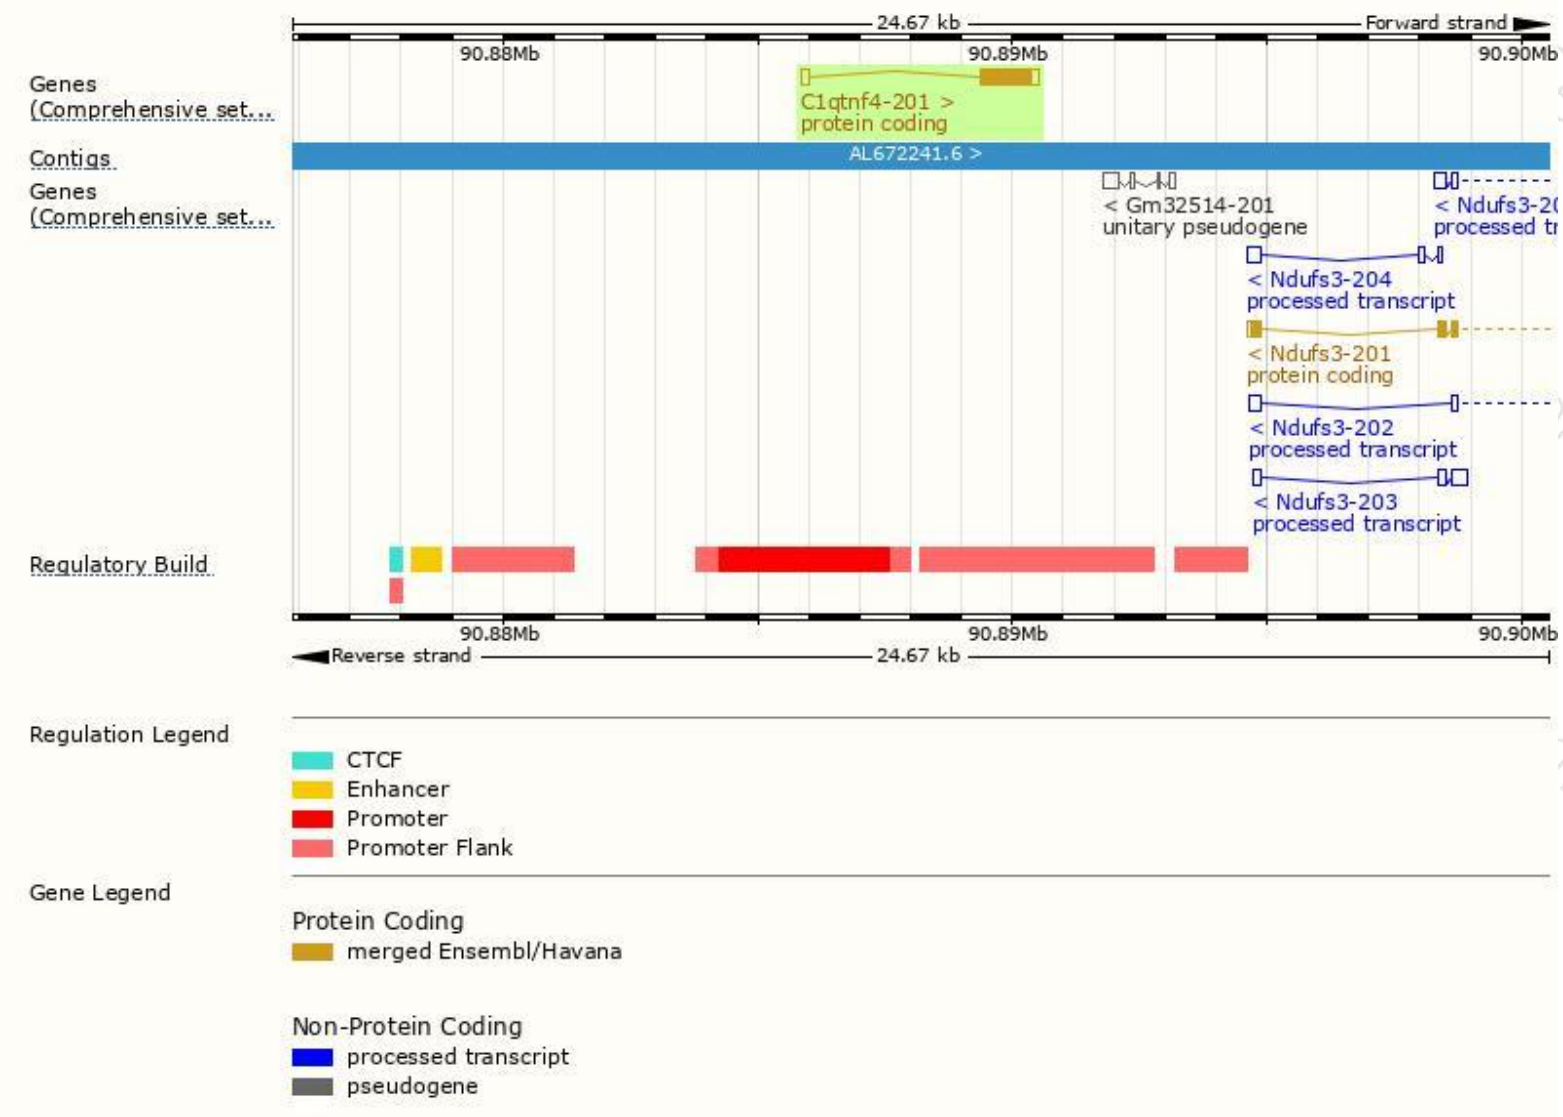 24.67 kb Forward strand
90.88Mb 90.89Mb 90.90Mb
Genes
(Comprehensive set...
C1qtnf4-201 >
protein coding
Contigs
AL672241.6 >
Genes
(Comprehensive set...
< Gm32514-201
unitary pseudogene
< Ndufs3-20
processed tr
< Ndufs3-204
processed transcript
< Ndufs3-201
protein coding
< Ndufs3-202
processed transcript
< Ndufs3-203
processed transcript
Regulatory Build
90.88Mb 90.89Mb 90.90Mb
Reverse strand 24.67 kb
Regulation Legend
CTCF
Enhancer
Promoter
Promoter Flank
Gene Legend
Protein Coding
merged Ensembl/Havana
Non-Protein Coding
processed transcript
pseudogene